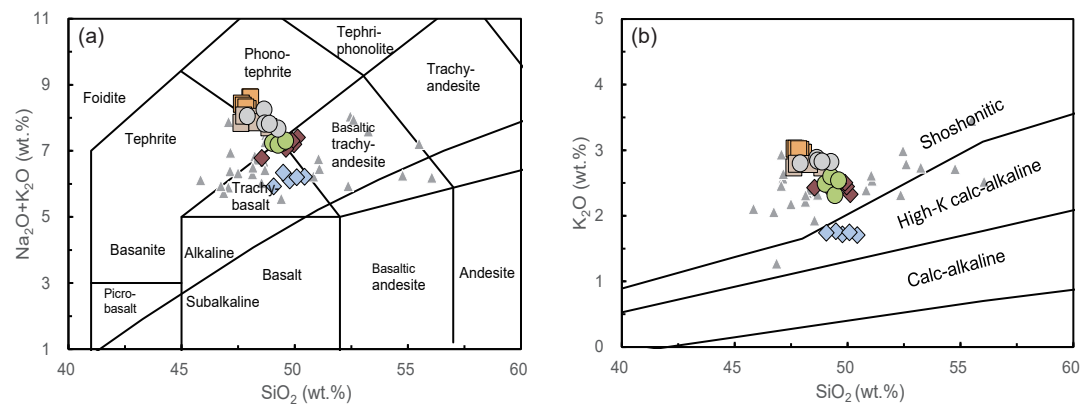 (a)
11
9
7
5
3
1
Na₂O+K₂O (wt.%)
40
45
50
55
60
SiO₂ (wt.%)
Foidite
Tephrite
Basanite
Picro-
basalt
Phono-
tephrite
Tephri-
phonolite
Trachy-
andesite
Basaltic
trachy-
andesite
Trachy-
basalt
Alkaline
Subalkaline
Basalt
Basaltic
andesite
Andesite
(b)
5
4
3
2
1
0
K₂O (wt.%)
40
45
50
55
60
SiO₂ (wt.%)
Shoshonitic
High-K calc-alkaline
Calc-alkaline